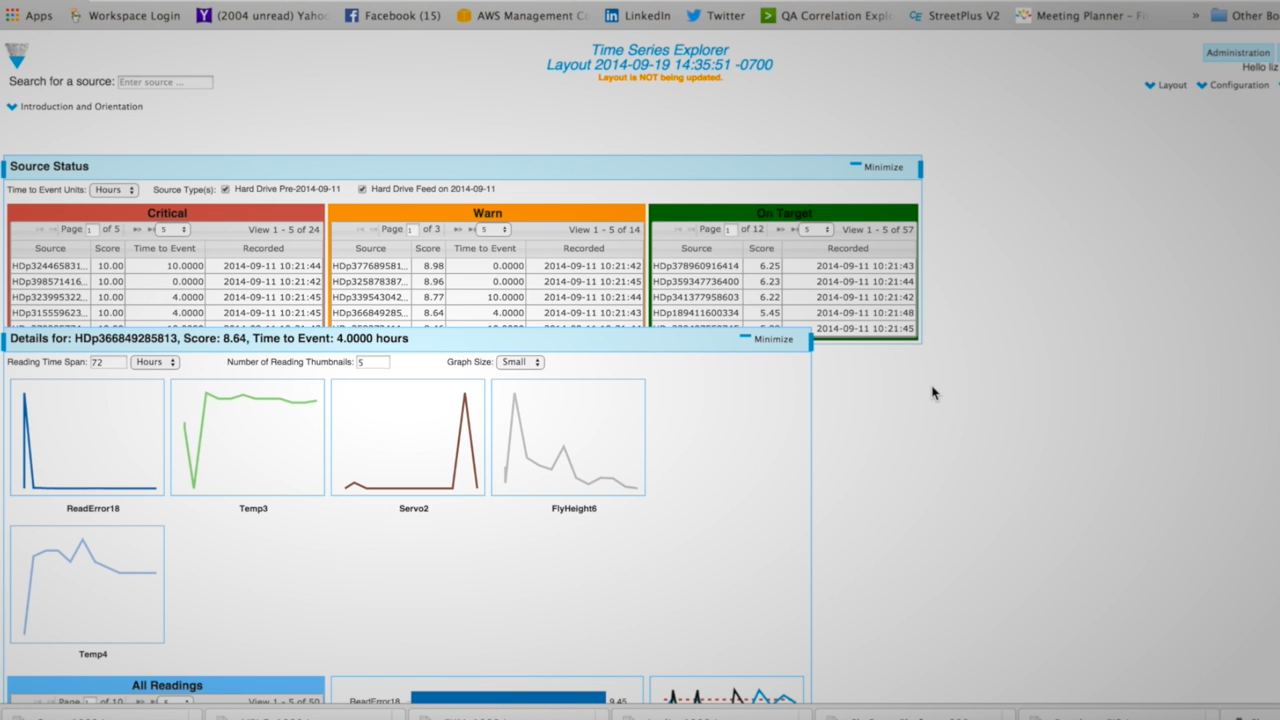 Apps Workspace Login (2004 unread) Yahoo Facebook (15) AWS Management Co LinkedIn Twitter QA Correlation Explo StreetPlus V2 Meeting Planner – Fi » Other Bo
Time Series Explorer
Layout 2014-09-19 14:35:51 -0700
Layout is NOT being updated.
Administration
Hello liz
Search for a source: Enter source ...
Layout Configuration
Introduction and Orientation
Source Status Minimize
Time to Event Units: Hours Source Type(s): Hard Drive Pre-2014-09-11 Hard Drive Feed on 2014-09-11
Critical Warn On Target
Page 1 of 5 5 View 1 - 5 of 24 Page 1 of 3 5 View 1 - 5 of 14 Page 1 of 12 5 View 1 - 5 of 57
Source Score Time to Event Recorded Source Score Time to Event Recorded Source Score Recorded
HDp324465831... 10.00 10.0000 2014-09-11 10:21:44 HDp377689581... 8.98 0.0000 2014-09-11 10:21:42 HDp378960916414 6.25 2014-09-11 10:21:43
HDp398571416... 10.00 0.0000 2014-09-11 10:21:42 HDp325878387... 8.96 0.0000 2014-09-11 10:21:45 HDp359347736400 6.23 2014-09-11 10:21:44
HDp323995322... 10.00 4.0000 2014-09-11 10:21:45 HDp339543042... 8.77 10.0000 2014-09-11 10:21:44 HDp341377958603 6.22 2014-09-11 10:21:42
HDp315559623... 10.00 4.0000 2014-09-11 10:21:45 HDp366849285... 8.64 4.0000 2014-09-11 10:21:43 HDp189411600334 5.45 2014-09-11 10:21:48
2014-09-11 10:21:45
Details for: HDp366849285813, Score: 8.64, Time to Event: 4.0000 hours Minimize
Reading Time Span: 72 Hours Number of Reading Thumbnails: 5 Graph Size: Small
ReadError18 Temp3 Servo2 FlyHeight6
Temp4
All Readings
Page 1 of 10 5 View 1 - 5 of 50 ReadError18 9.45